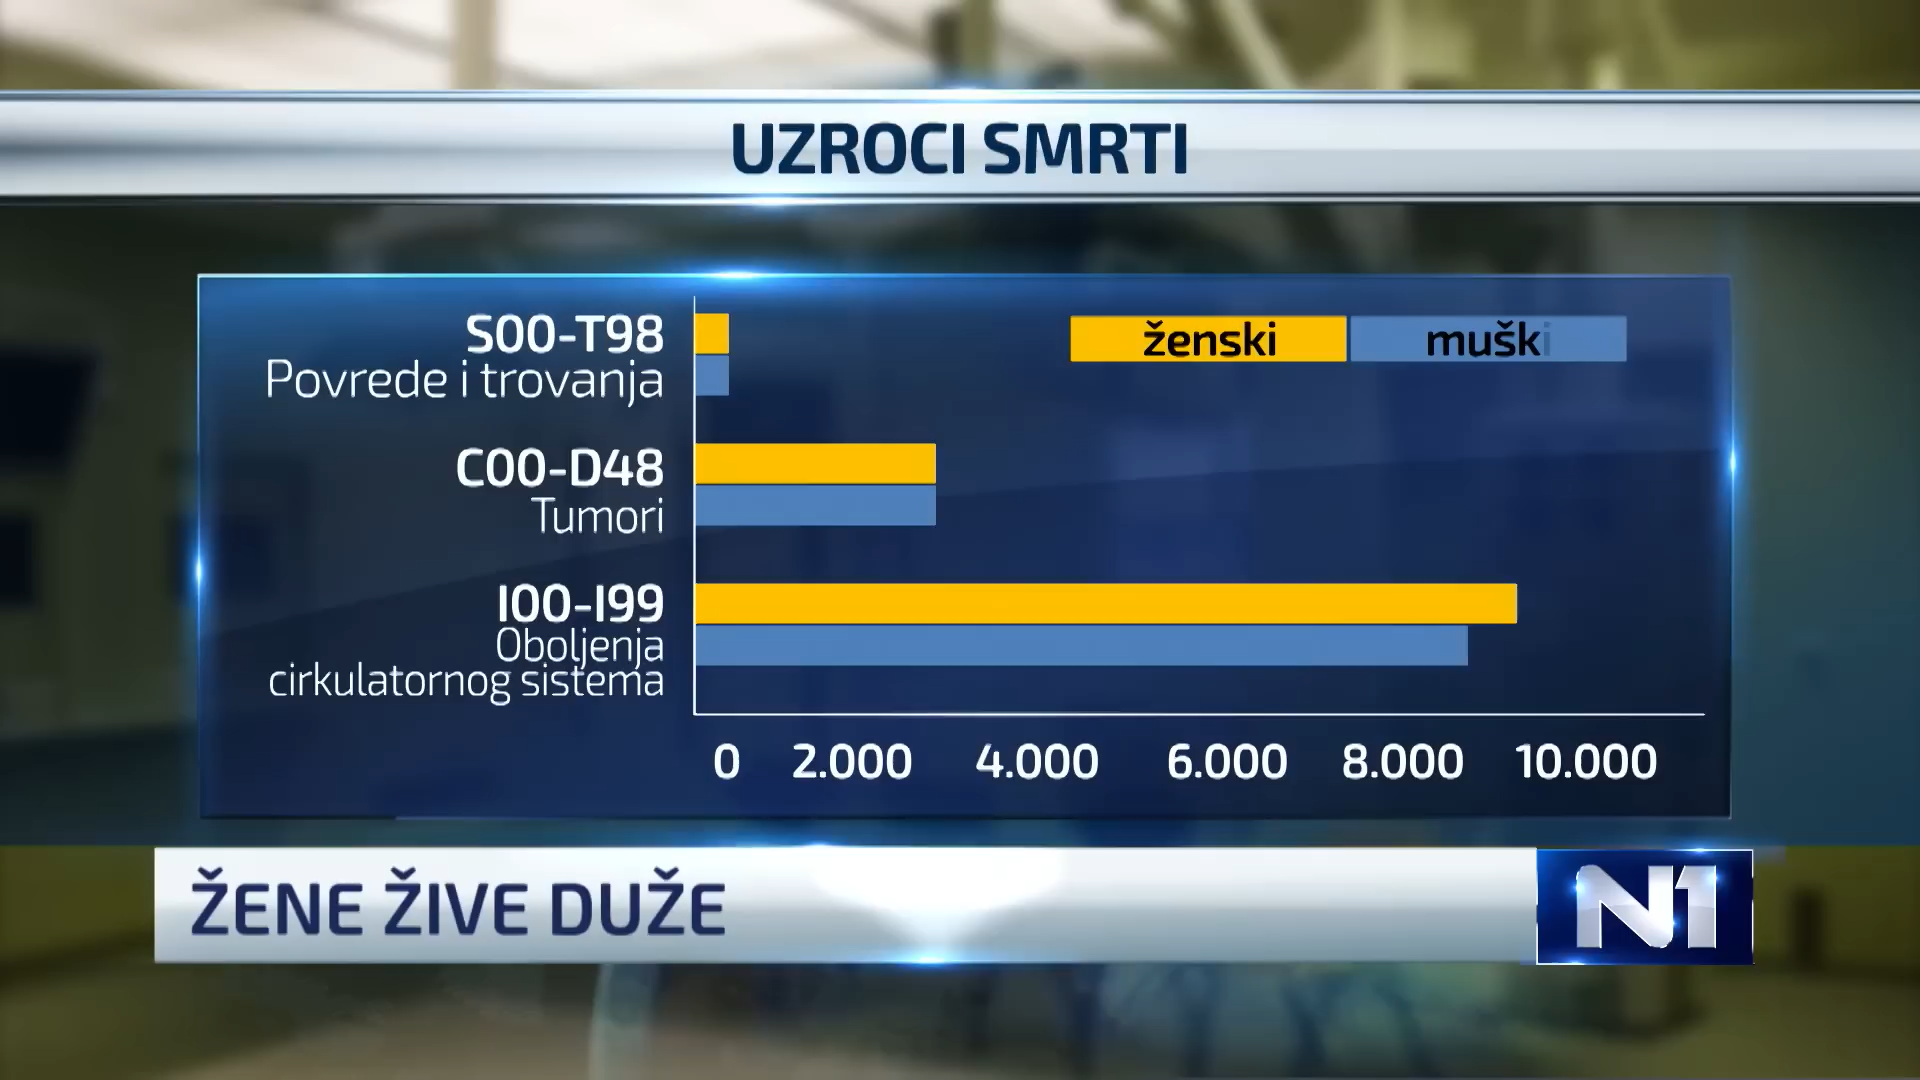 UZROCI SMRTI
S00-T98
Povrede i trovanja
ženski muški
C00-D48
Tumori
I00-I99
Oboljenja
cirkulatornog sistema
0 2.000 4.000 6.000 8.000 10.000
ŽENE ŽIVE DUŽE
N1